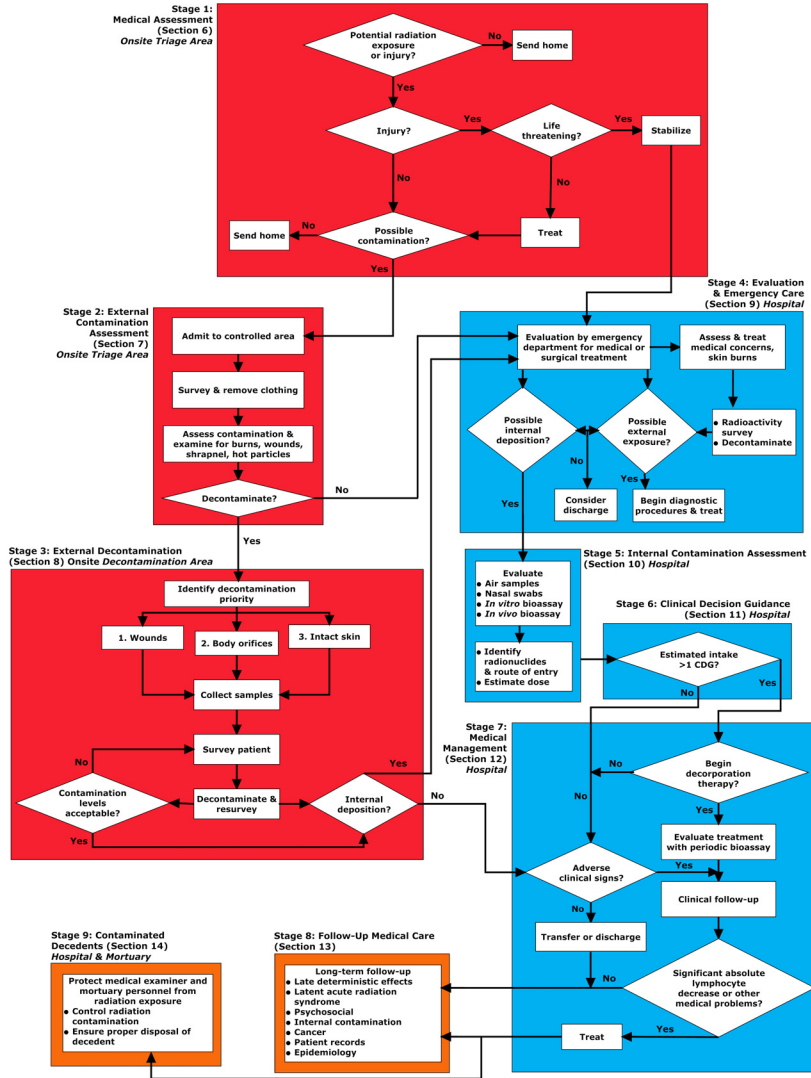 Stage 1:
Medical Assessment
(Section 6)
Onsite Triage Area
Potential radiation
exposure
or injury?
No
Send home
Yes
Injury?
Yes
Life
threatening?
Yes
Stabilize
No
No
Send home
No
Possible
contamination?
Treat
Yes
Stage 2: External
Contamination
Assessment
(Section 7)
Onsite Triage Area
Admit to controlled area
Survey & remove clothing
Assess contamination &
examine for burns, wounds,
shrapnel, hot particles
Decontaminate?
No
Yes
Stage 4: Evaluation
& Emergency Care
(Section 9) Hospital
Evaluation by emergency
department for medical or
surgical treatment
Assess & treat
medical concerns,
skin burns
Possible
internal
deposition?
Possible
external
exposure?
● Radioactivity
survey
● Decontaminate
No
Yes
Yes
Consider
discharge
Begin diagnostic
procedures & treat
Stage 3: External Decontamination
(Section 8) Onsite Decontamination Area
Identify decontamination
priority
1. Wounds
2. Body orifices
3. Intact skin
Collect samples
Survey patient
No
Yes
Contamination
levels
acceptable?
Decontaminate &
resurvey
Internal
deposition?
No
Yes
Stage 5: Internal Contamination Assessment
(Section 10) Hospital
Evaluate
● Air samples
● Nasal swabs
● In vitro bioassay
● In vivo bioassay
● Identify
radionuclides
& route of entry
● Estimate dose
Stage 6: Clinical Decision Guidance
(Section 11) Hospital
Estimated intake
>1 CDG?
No
Yes
Stage 7:
Medical
Management
(Section 12)
Hospital
No
Begin
decorporation
therapy?
Yes
Evaluate treatment
with periodic bioassay
Adverse
clinical signs?
Yes
Clinical follow-up
No
Transfer or discharge
No
Significant absolute
lymphocyte
decrease or other
medical problems?
Yes
Treat
Stage 9: Contaminated
Decedents (Section 14)
Hospital & Mortuary
Protect medical examiner and
mortuary personnel from
radiation exposure
● Control radiation
contamination
● Ensure proper disposal of
decedent
Stage 8: Follow-Up Medical Care
(Section 13)
Long-term follow-up
● Late deterministic effects
● Latent acute radiation
syndrome
● Psychosocial
● Internal contamination
● Cancer
● Patient records
● Epidemiology